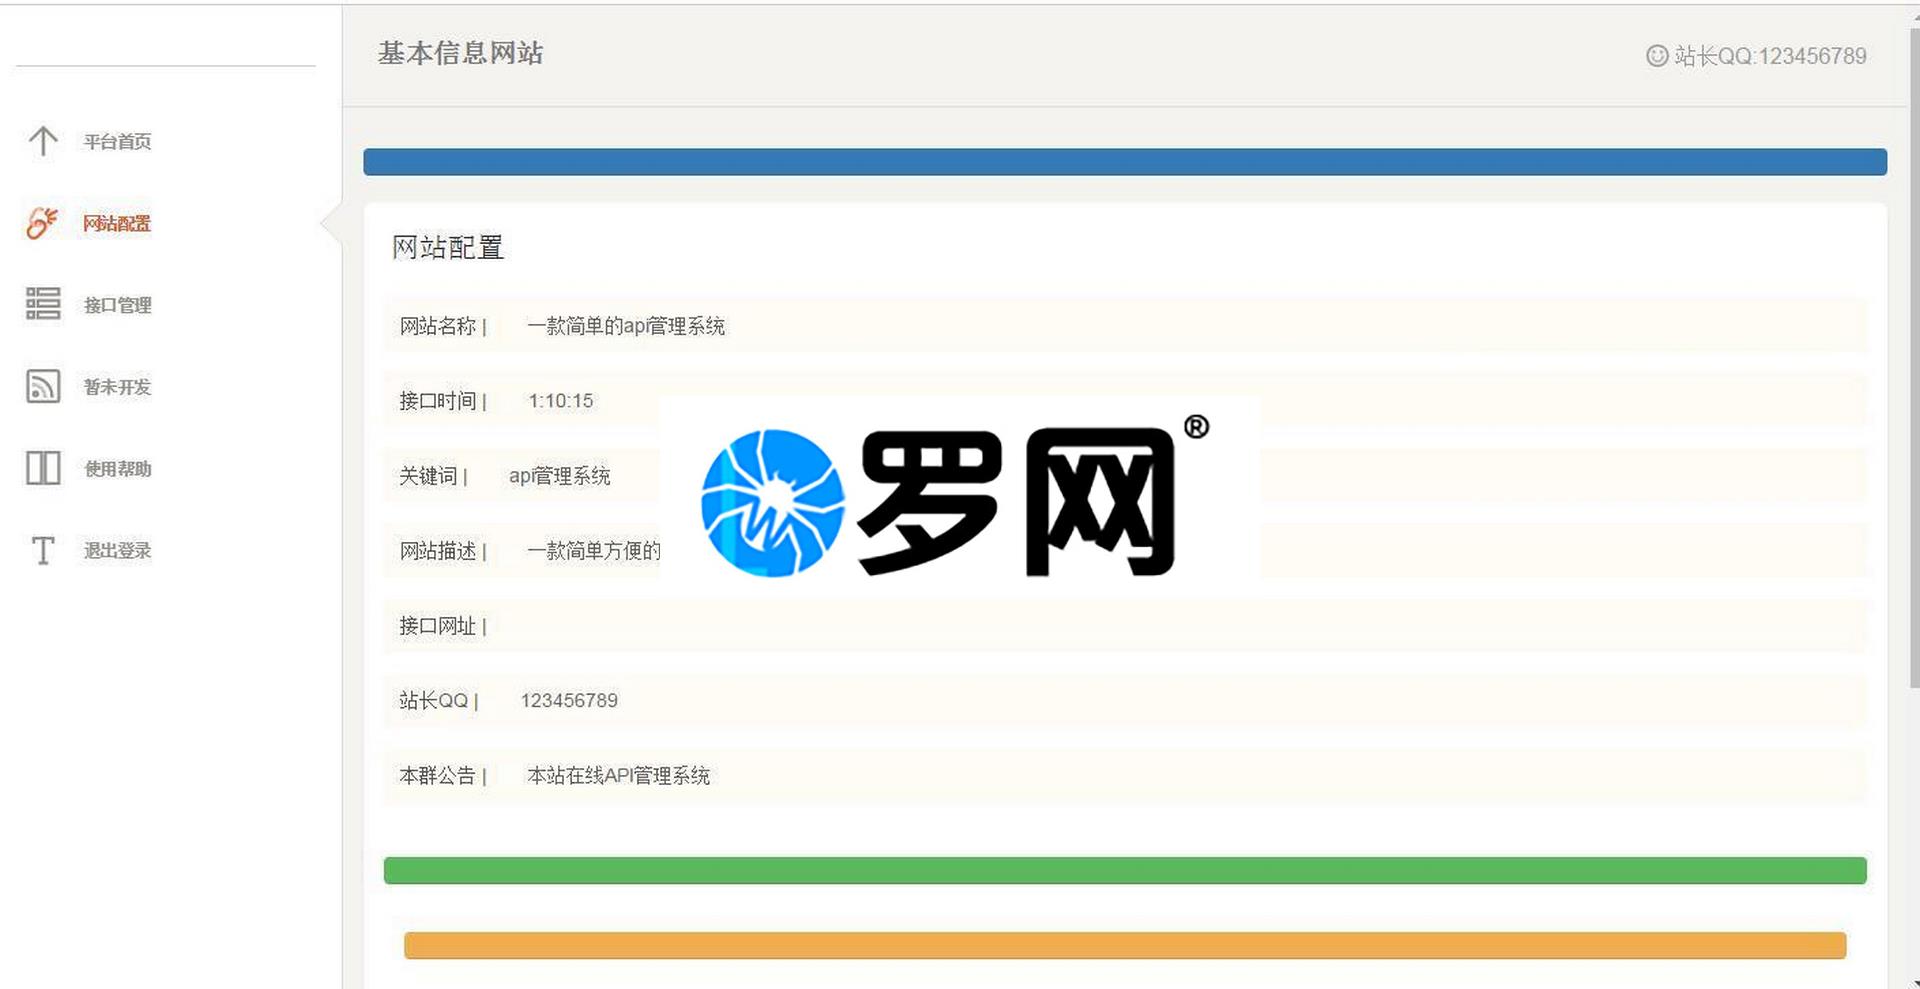 基本信息网站
站长QQ:123456789
平台首页
网站配置
接口管理
暂未开发
使用帮助
退出登录
网站配置
网站名称 | 一款简单的api管理系统
接口时间 | 1:10:15
关键词 | api管理系统
网站描述 | 一款简单方便的
罗网®
接口网址 |
站长QQ | 123456789
本群公告 | 本站在线API管理系统